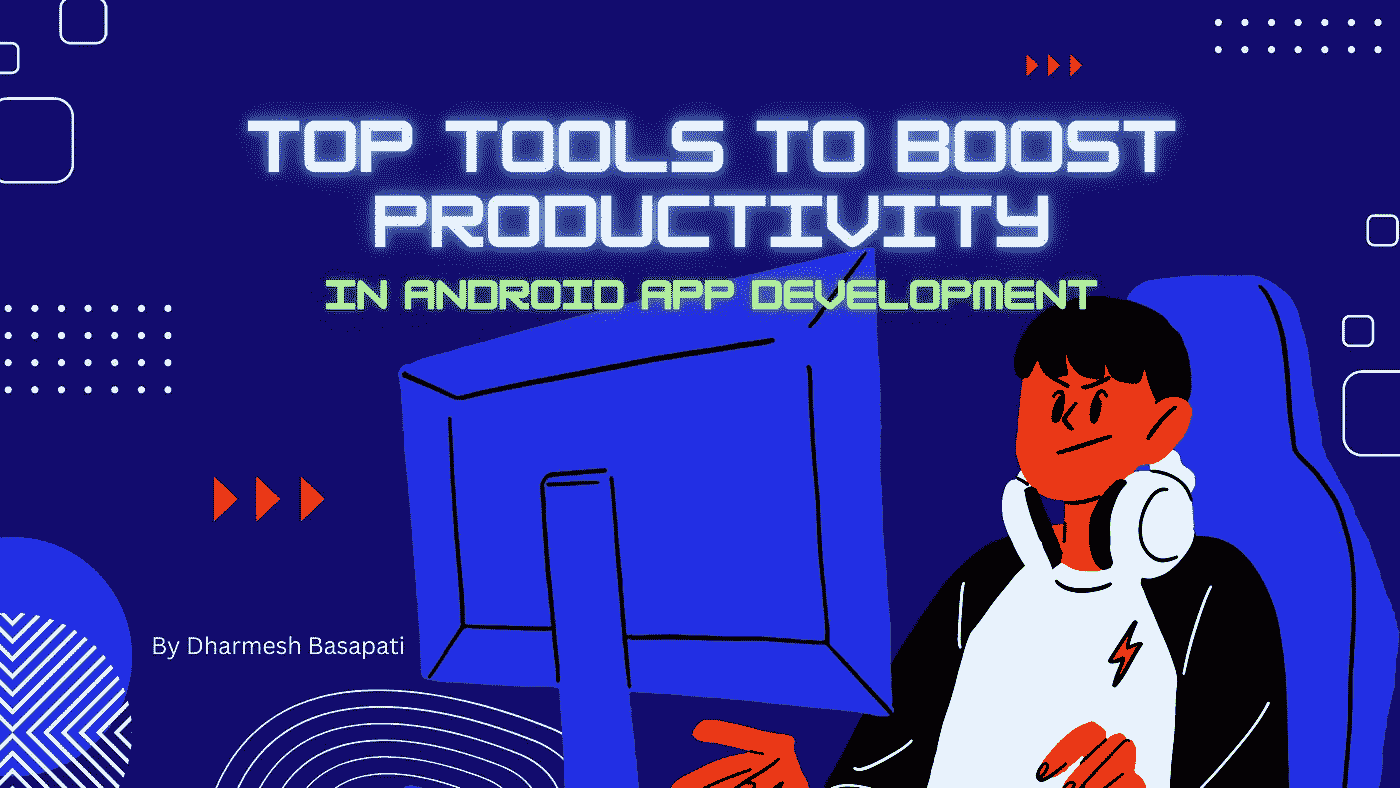 TOP TOOLS TO BOOST
PRODUCTIVITY
IN ANDROID APP DEVELOPMENT
By Dharmesh Basapati